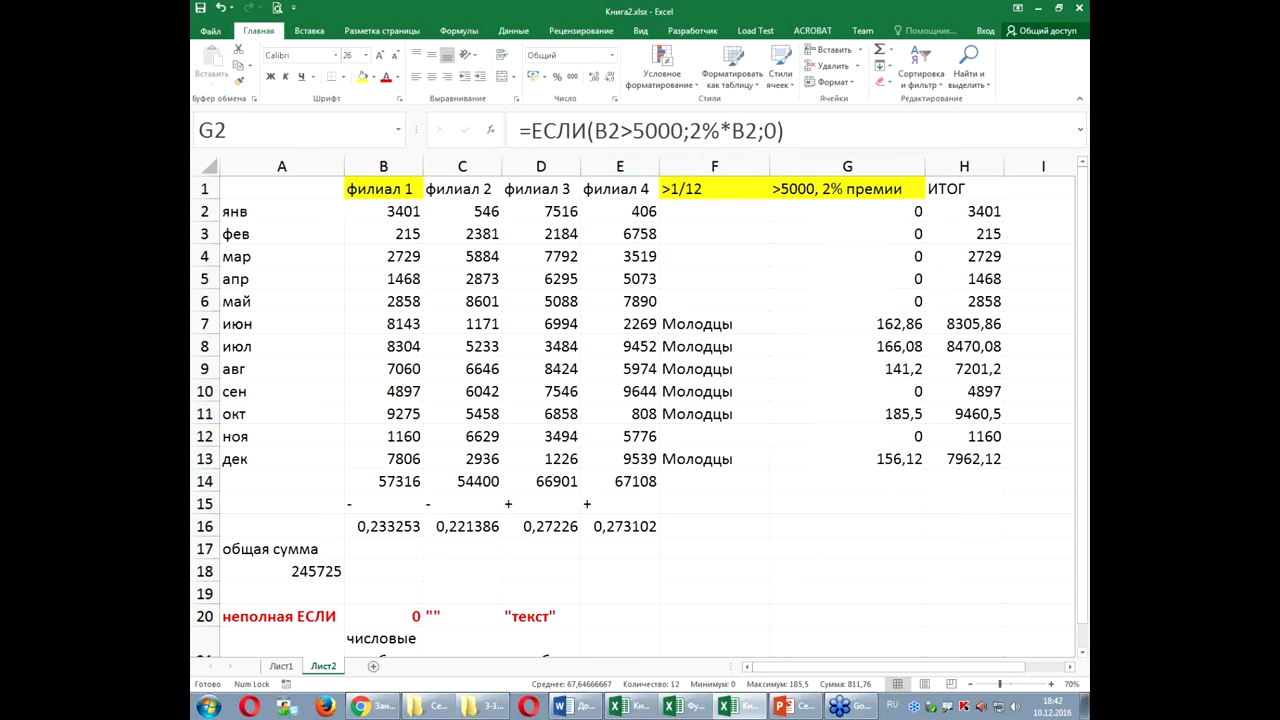 Книга2.xlsx - Excel
Файл Главная Вставка Разметка страницы Формулы Данные Рецензирование Вид Разработчик Load Test ACROBAT Team Помощник... Вход Общий доступ
Вставить Calibri 26 Ж К Ч Общий % 000 Условное форматирование Форматировать как таблицу Стили ячеек Вставить Удалить Формат Сортировка и фильтр Найти и выделить
Буфер обмена Шрифт Выравнивание Число Стили Ячейки Редактирование
G2 fx =ЕСЛИ(B2>5000;2%*B2;0)
A B C D E F G H I
1 филиал 1 филиал 2 филиал 3 филиал 4 >1/12 >5000, 2% премии ИТОГ
2 янв 3401 546 7516 406 0 3401
3 фев 215 2381 2184 6758 0 215
4 мар 2729 5884 7792 3519 0 2729
5 апр 1468 2873 6295 5073 0 1468
6 май 2858 8601 5088 7890 0 2858
7 июн 8143 1171 6994 2269 Молодцы 162,86 8305,86
8 июл 8304 5233 3484 9452 Молодцы 166,08 8470,08
9 авг 7060 6646 8424 5974 Молодцы 141,2 7201,2
10 сен 4897 6042 7546 9644 Молодцы 0 4897
11 окт 9275 5458 6858 808 Молодцы 185,5 9460,5
12 ноя 1160 6629 3494 5776 0 1160
13 дек 7806 2936 1226 9539 Молодцы 156,12 7962,12
14 57316 54400 66901 67108
15 - - + +
16 0,233253 0,221386 0,27226 0,273102
17 общая сумма
18 245725
19
20 неполная ЕСЛИ 0 "" "текст"
числовые
Лист1 Лист2
Готово Num Lock Среднее: 67,64666667 Количество: 12 Минимум: 0 Максимум: 185,5 Сумма: 811,76 70%
Зан... Се... 3-1... До... Кн... Фу... Кн... Се... Go... RU 18:42
10.12.2016